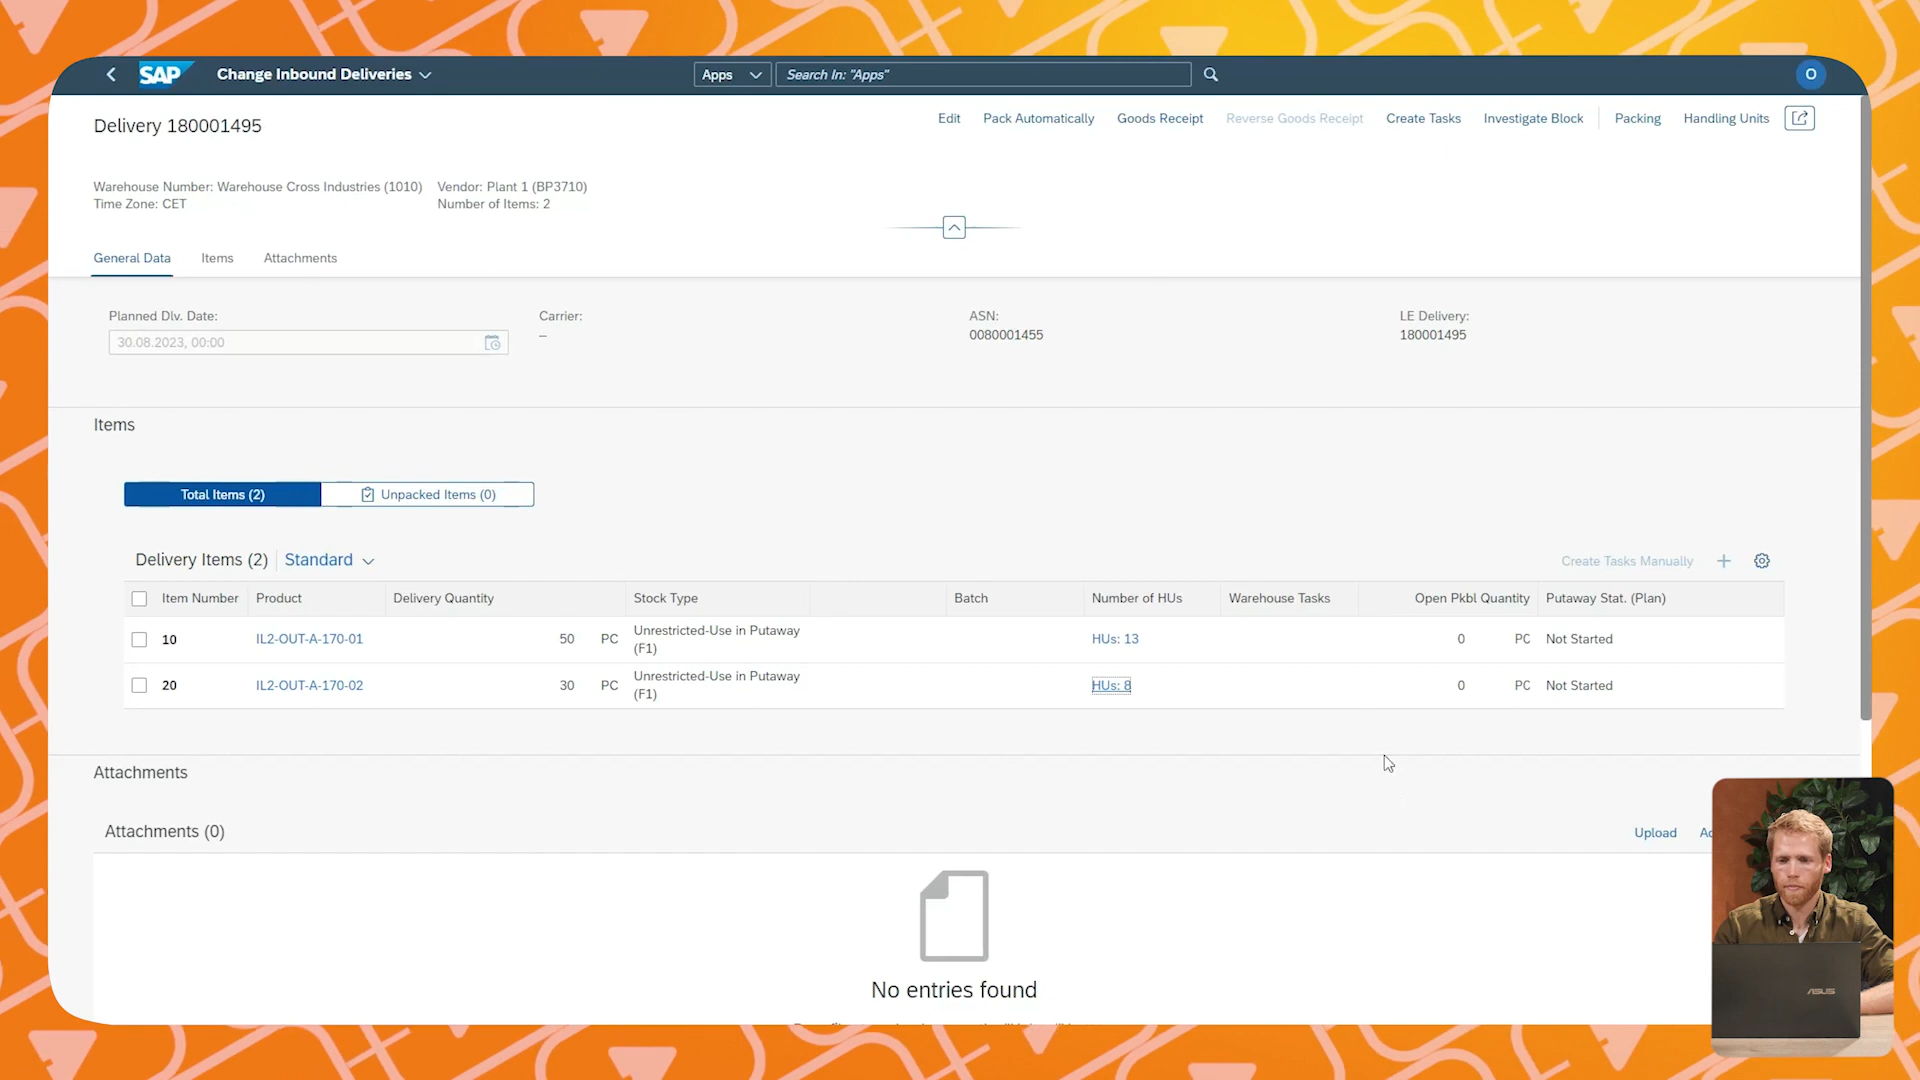 SAP
Change Inbound Deliveries
Apps
Search In: "Apps"
O
Delivery 180001495
Edit
Pack Automatically
Goods Receipt
Reverse Goods Receipt
Create Tasks
Investigate Block
Packing
Handling Units
Warehouse Number: Warehouse Cross Industries (1010)
Vendor: Plant 1 (BP3710)
Time Zone: CET
Number of Items: 2
General Data
Items
Attachments
Planned Dlv. Date:
Carrier:
ASN:
LE Delivery:
30.08.2023, 00:00
–
0080001455
180001495
Items
Total Items (2)
Unpacked Items (0)
Delivery Items (2)
Standard
Create Tasks Manually
Item Number
Product
Delivery Quantity
Stock Type
Batch
Number of HUs
Warehouse Tasks
Open Pkbl Quantity
Putaway Stat. (Plan)
10
IL2-OUT-A-170-01
50
PC
Unrestricted-Use in Putaway
(F1)
HUs: 13
0
PC
Not Started
20
IL2-OUT-A-170-02
30
PC
Unrestricted-Use in Putaway
(F1)
HUs: 8
0
PC
Not Started
Attachments
Attachments (0)
Upload
No entries found
ASUS